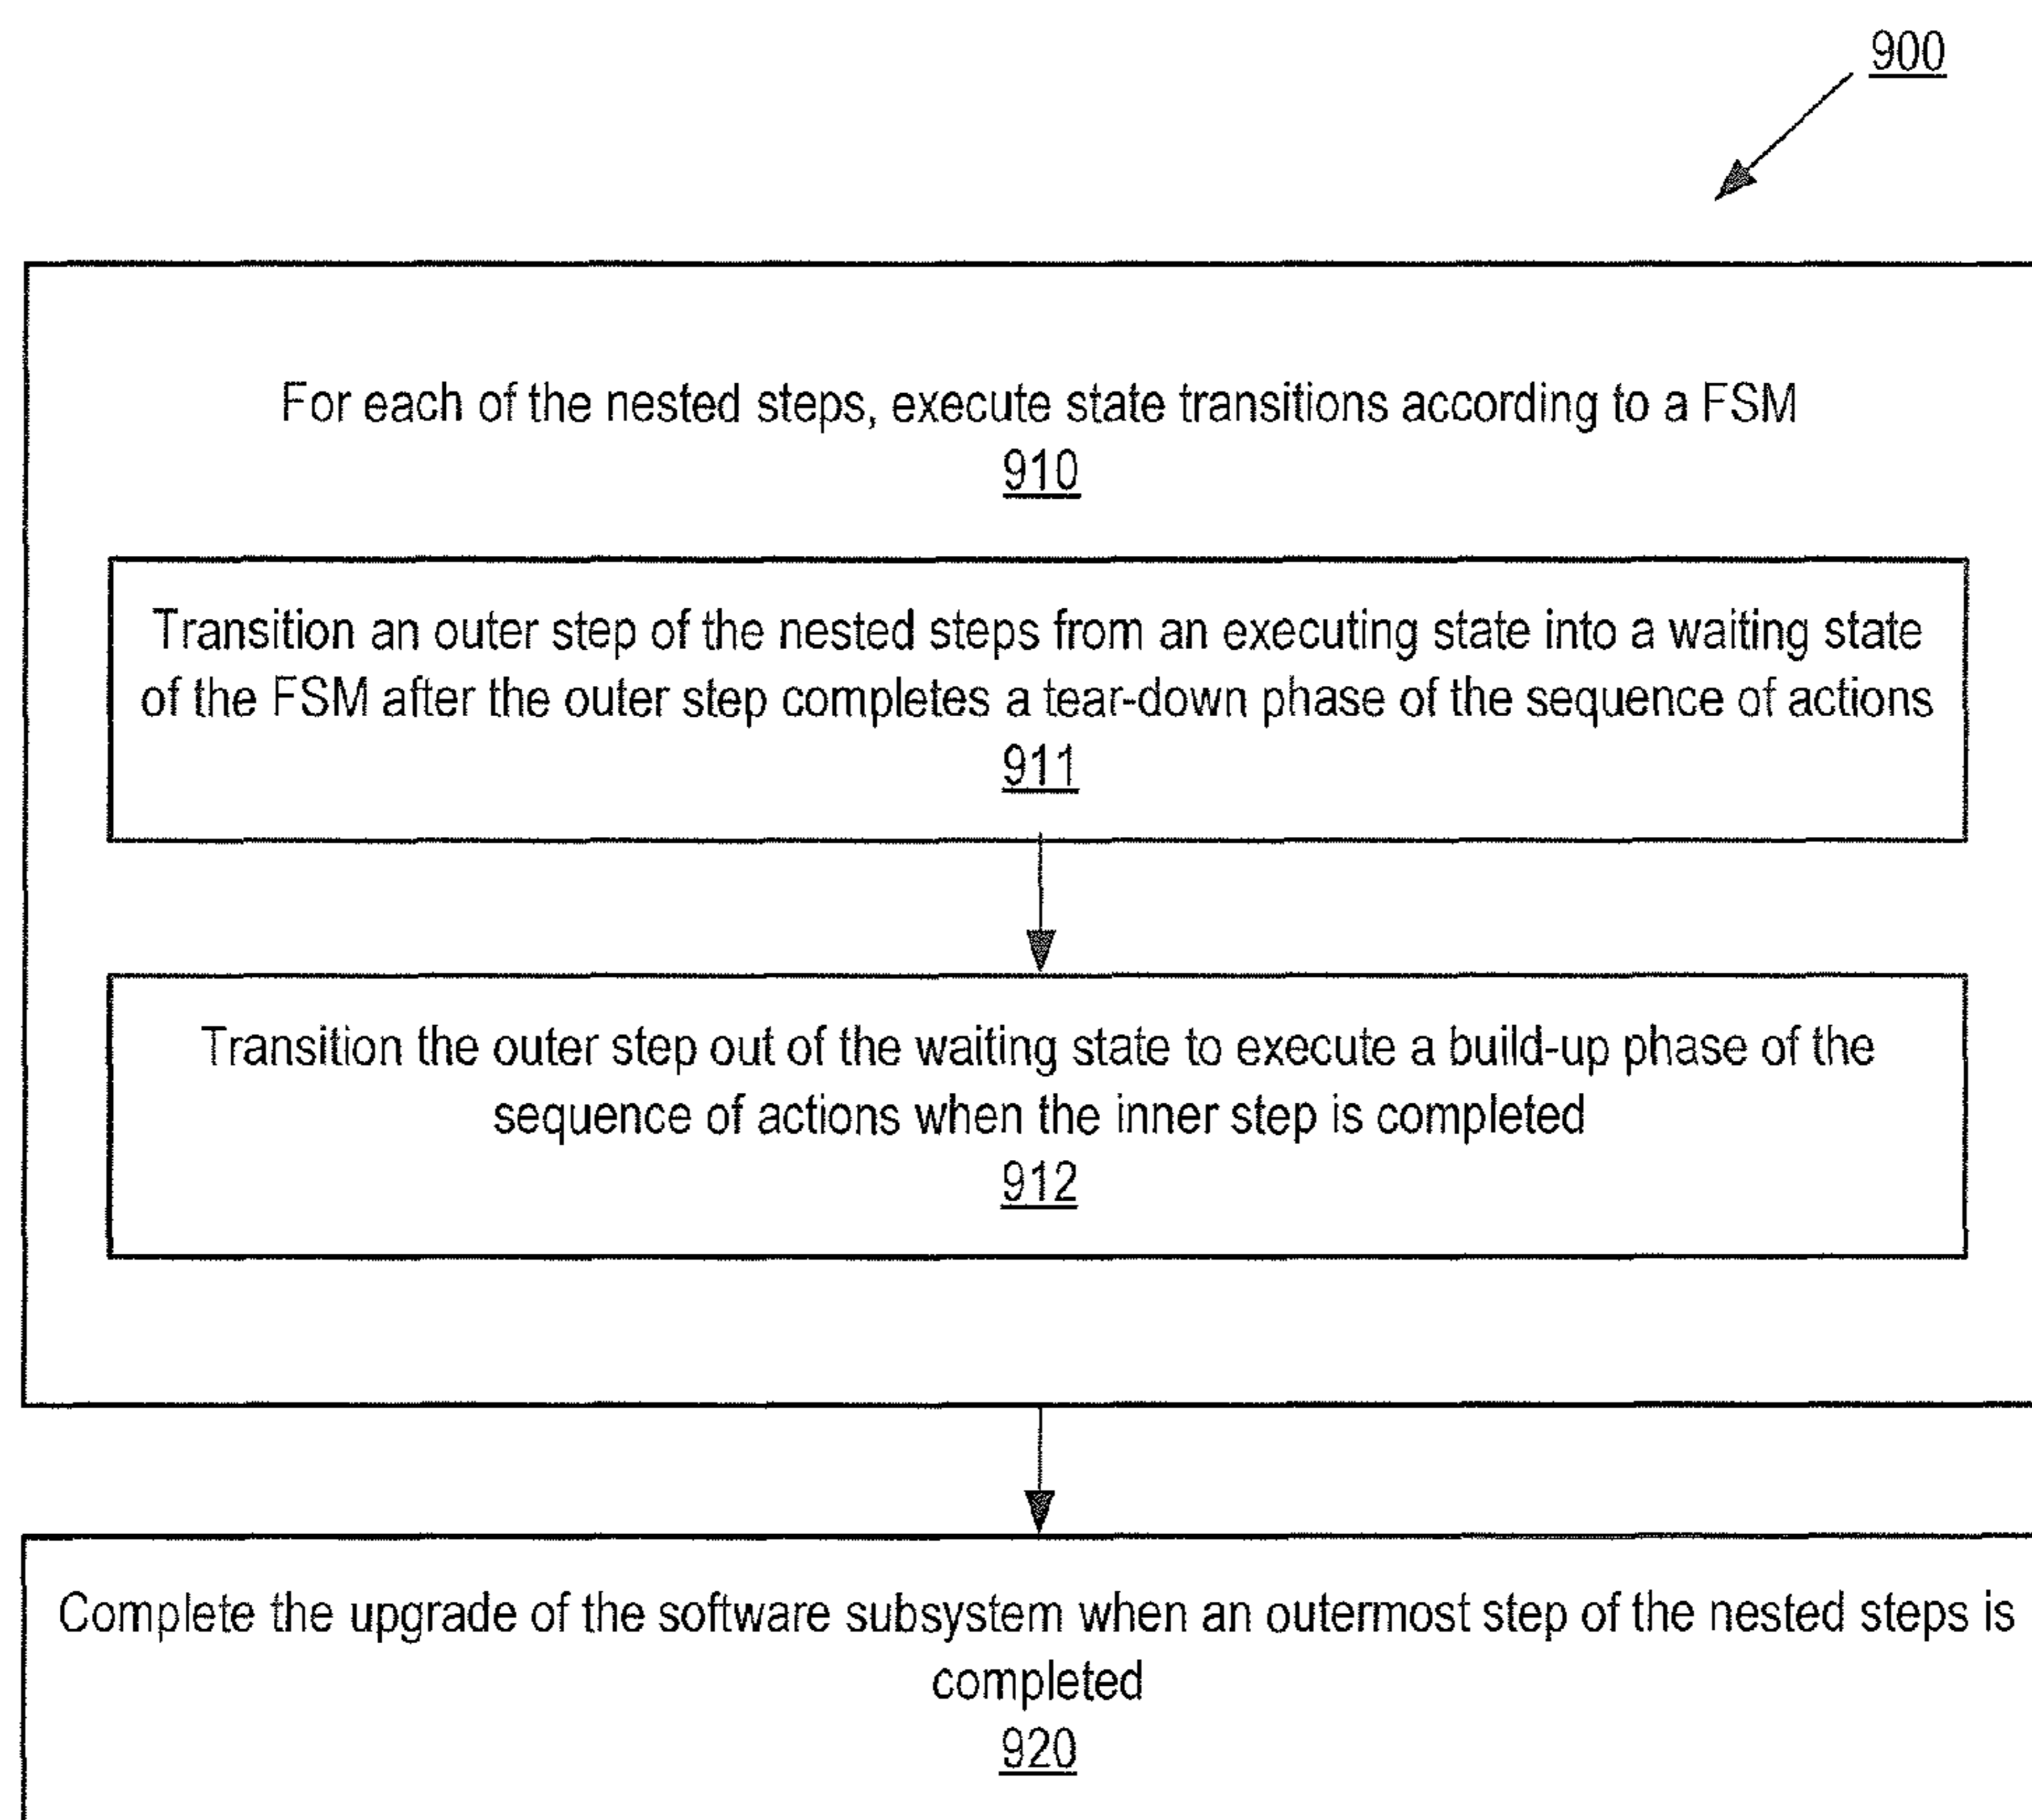 900
For each of the nested steps, execute state transitions according to a FSM
910
Transition an outer step of the nested steps from an executing state into a waiting state
of the FSM after the outer step completes a tear-down phase of the sequence of actions
911
Transition the outer step out of the waiting state to execute a build-up phase of the
sequence of actions when the inner step is completed
912
Complete the upgrade of the software subsystem when an outermost step of the nested steps is
completed
920